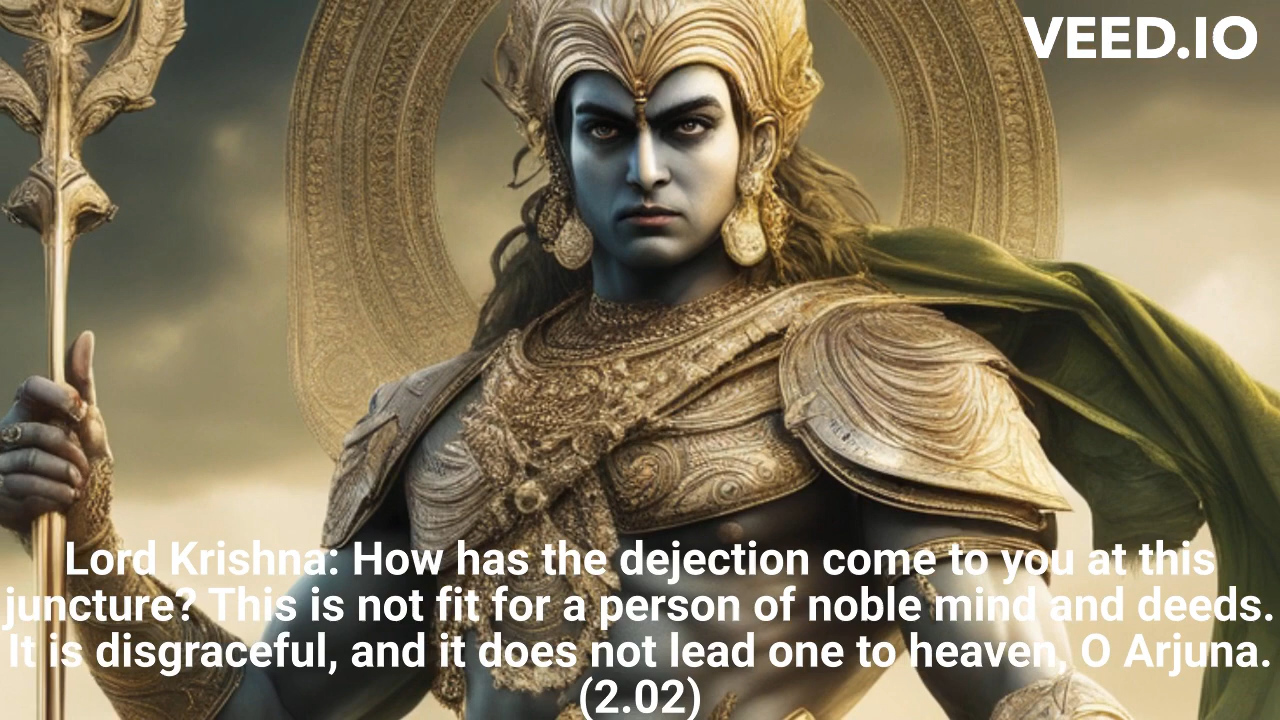 VEED.IO
Lord Krishna: How has the dejection come to you at this
juncture? This is not fit for a person of noble mind and deeds.
It is disgraceful, and it does not lead one to heaven, O Arjuna.
(2.02)